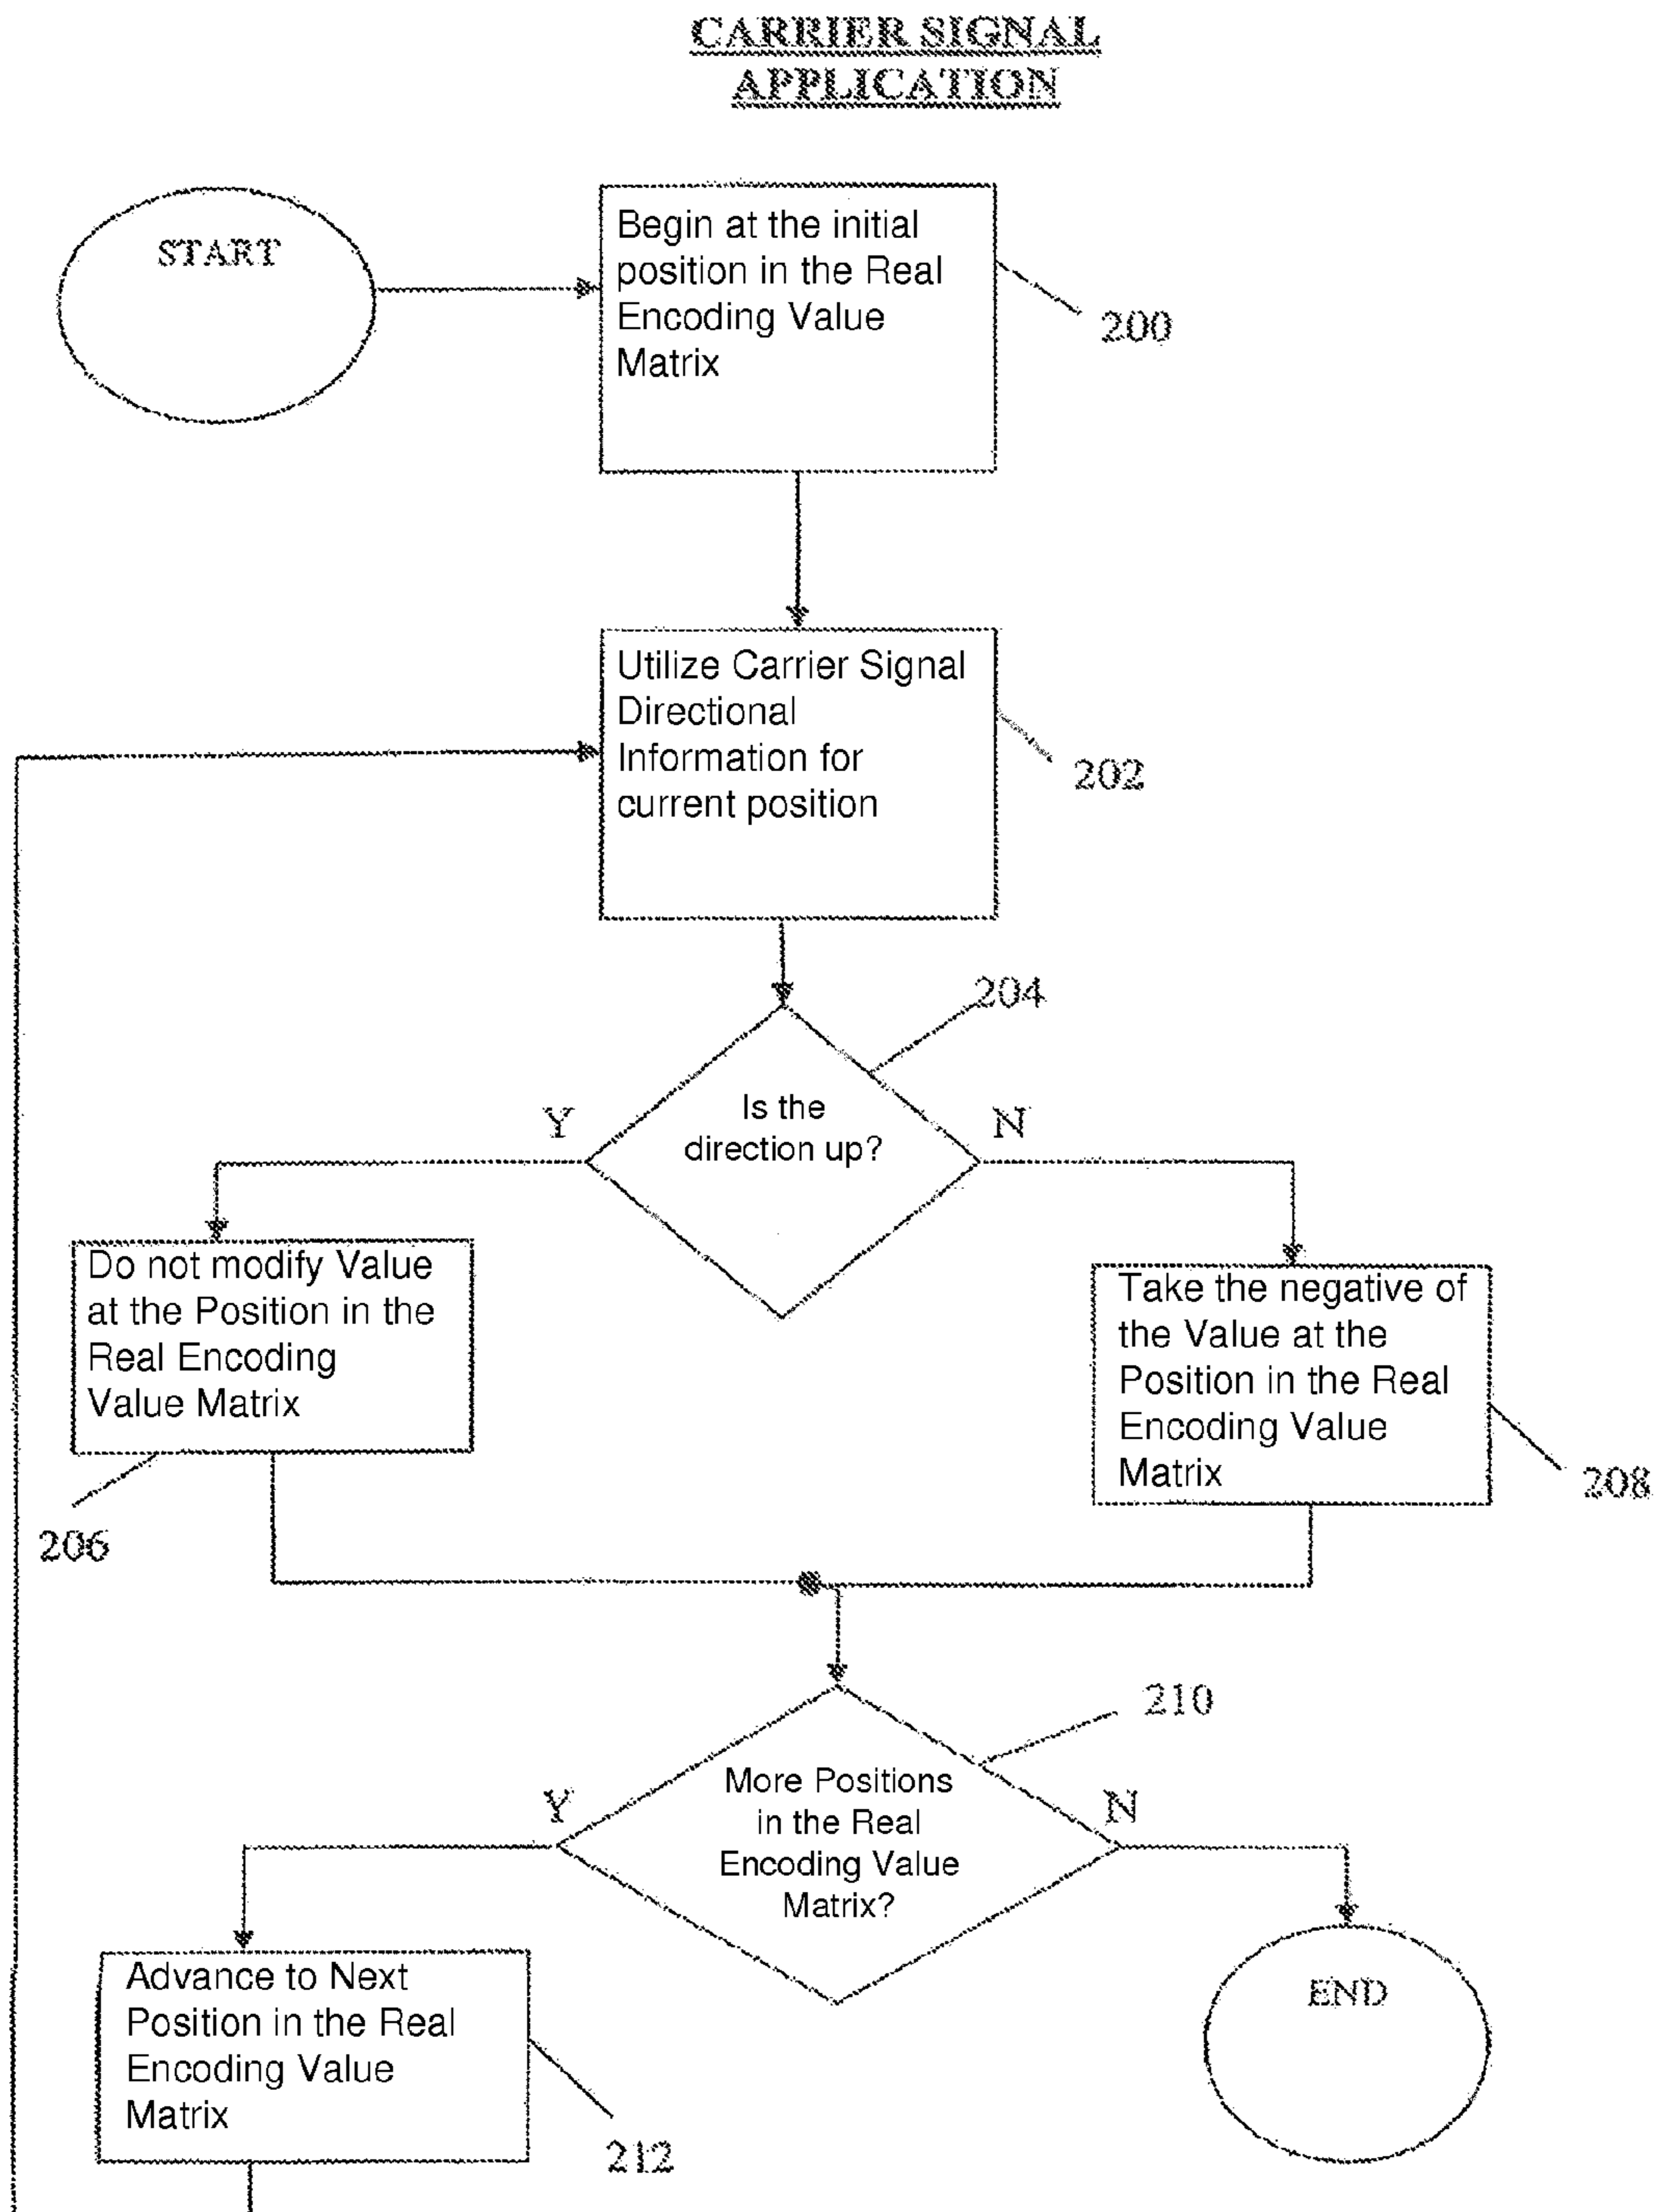 CARRIER SIGNAL
APPLICATION
START
Begin at the initial
position in the Real
Encoding Value
Matrix
200
Utilize Carrier Signal
Directional
Information for
current position
202
204
Is the
direction up?
Y
N
Do not modify Value
at the Position in the
Real Encoding
Value Matrix
206
Take the negative of
the Value at the
Position in the Real
Encoding Value
Matrix
208
210
More Positions
in the Real
Encoding Value
Matrix?
Y
N
Advance to Next
Position in the Real
Encoding Value
Matrix
212
END